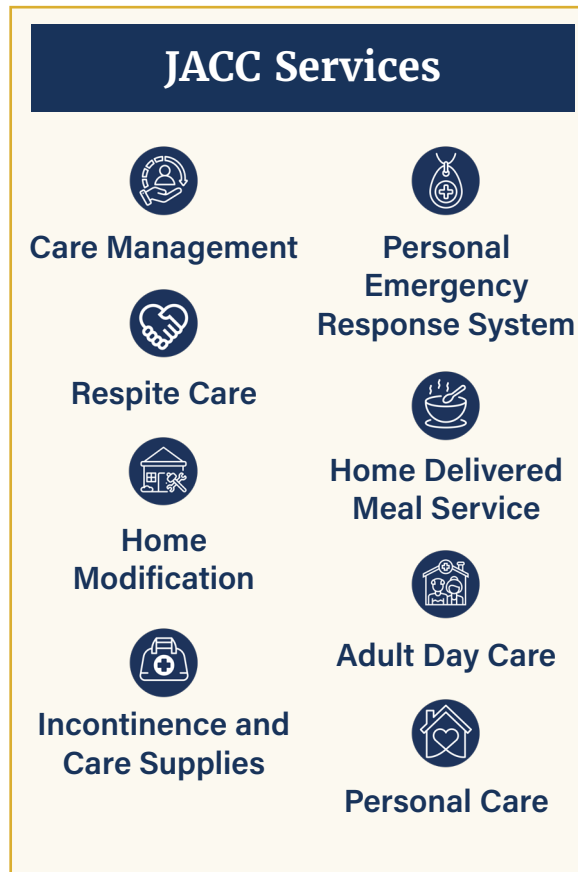 JACC Services
Care Management
Respite Care
Home
Modification
Incontinence and
Care Supplies
Personal
Emergency
Response System
Home Delivered
Meal Service
Adult Day Care
Personal Care